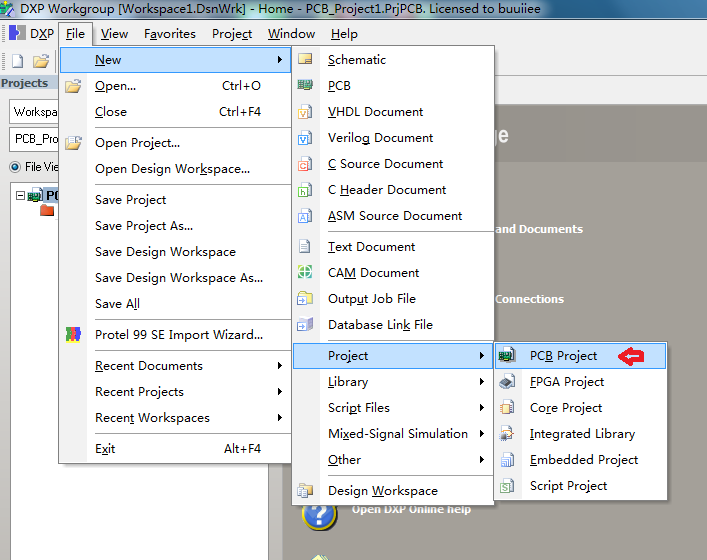 DXP Workgroup [Workspace1.DsnWrk] - Home - PCB_Project1.PrjPCB. Licensed to buuiiee
DXP File View Favorites Project Window Help
Projects
Workspa
PCB_Pro
File Vie
New
Open... Ctrl+O
Close Ctrl+F4
Open Project...
Open Design Workspace...
Save Project
Save Project As...
Save Design Workspace
Save Design Workspace As...
Save All
Protel 99 SE Import Wizard...
Recent Documents
Recent Projects
Recent Workspaces
Exit Alt+F4
Schematic
PCB
VHDL Document
Verilog Document
C Source Document
C Header Document
ASM Source Document
Text Document
CAM Document
Output Job File
Database Link File
Project
Library
Script Files
Mixed-Signal Simulation
Other
Design Workspace
PCB Project
FPGA Project
Core Project
Integrated Library
Embedded Project
Script Project
ge
and Documents
Connections
Open DXP Online help